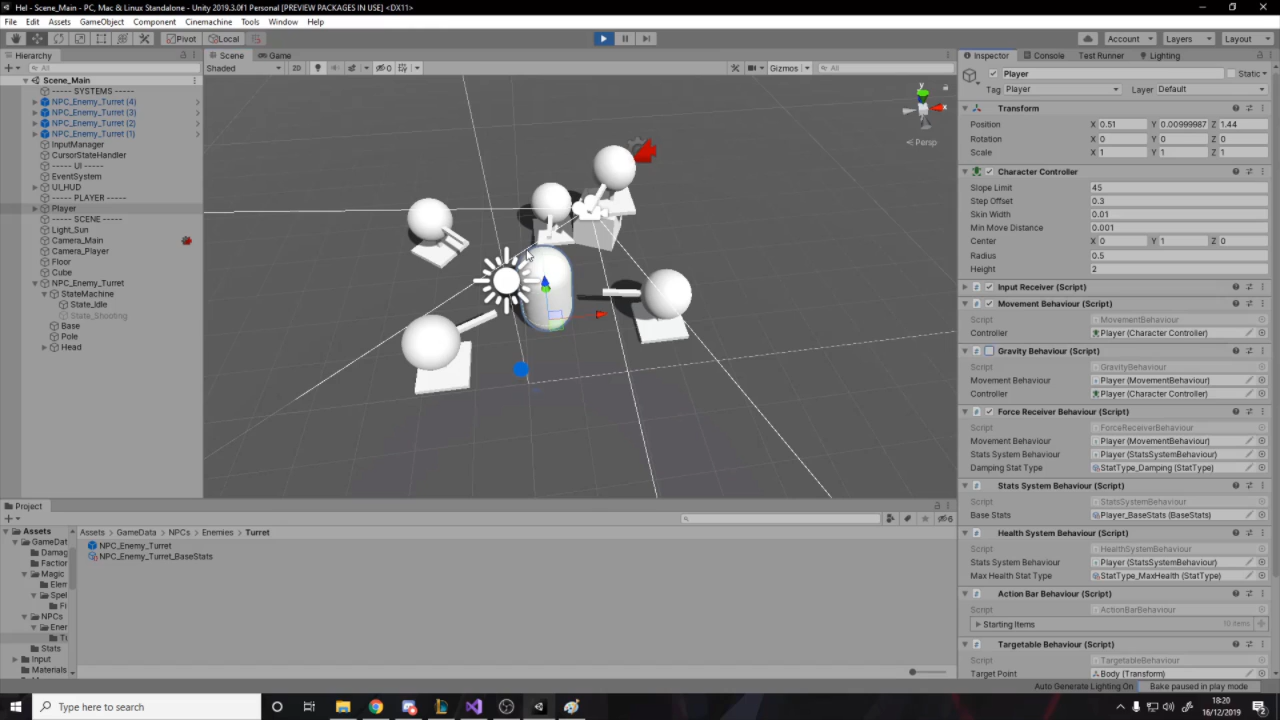 Hel - Scene_Main - PC, Mac & Linux Standalone - Unity 2019.3.0f1 Personal [PREVIEW PACKAGES IN USE] <DX11>
File Edit Assets GameObject Component Cinemachine Tools Window Help
Pivot Local Account Layers Layout
Hierarchy Scene Game Inspector Console Test Runner Lighting
All Shaded 2D 0 Gizmos All
Scene_Main
----- SYSTEMS -----
NPC_Enemy_Turret (4)
NPC_Enemy_Turret (3)
NPC_Enemy_Turret (2)
NPC_Enemy_Turret (1)
InputManager
CursorStateHandler
----- UI -----
EventSystem
UI_HUD
----- PLAYER -----
Player
----- SCENE -----
Light_Sun
Camera_Main
Camera_Player
Floor
Cube
NPC_Enemy_Turret
StateMachine
State_Idle
State_Shooting
Base
Pole
Head
y
x
< Persp
Player Static
Tag Player Layer Default
Transform
Position X 0.51 Y 0.00999987 Z 1.44
Rotation X 0 Y 0 Z 0
Scale X 1 Y 1 Z 1
Character Controller
Slope Limit 45
Step Offset 0.3
Skin Width 0.01
Min Move Distance 0.001
Center X 0 Y 1 Z 0
Radius 0.5
Height 2
Input Receiver (Script)
Movement Behaviour (Script)
Script MovementBehaviour
Controller Player (Character Controller)
Gravity Behaviour (Script)
Script GravityBehaviour
Movement Behaviour Player (MovementBehaviour)
Controller Player (Character Controller)
Force Receiver Behaviour (Script)
Script ForceReceiverBehaviour
Movement Behaviour Player (MovementBehaviour)
Stats System Behaviour Player (StatsSystemBehaviour)
Damping Stat Type StatType_Damping (StatType)
Stats System Behaviour (Script)
Script StatsSystemBehaviour
Base Stats Player_BaseStats (BaseStats)
Health System Behaviour (Script)
Script HealthSystemBehaviour
Stats System Behaviour Player (StatsSystemBehaviour)
Max Health Stat Type StatType_MaxHealth (StatType)
Action Bar Behaviour (Script)
Script ActionBarBehaviour
Starting Items 10 items
Targetable Behaviour (Script)
Script TargetableBehaviour
Target Point Body (Transform)
Project
Assets
GameDat
Damag
Faction
Magic
Elem
Spel
Fi
NPCs
Ener
Tu
Stats
Input
Materials
Assets > GameData > NPCs > Enemies > Turret
NPC_Enemy_Turret
NPC_Enemy_Turret_BaseStats
Auto Generate Lighting On Bake paused in play mode
Type here to search
18:20
16/12/2019